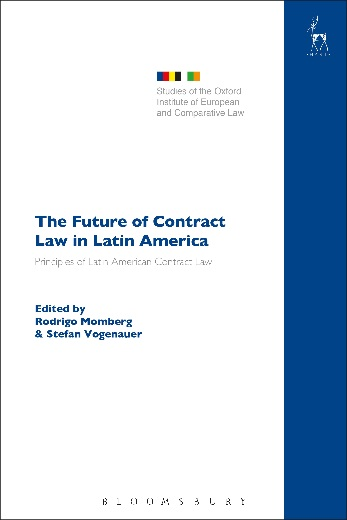 HART
Studies of the Oxford
Institute of European
and Comparative Law
The Future of Contract
Law in Latin America
Principles of Latin American Contract Law
Edited by
Rodrigo Momberg
& Stefan Vogenauer
BLOOMSBURY